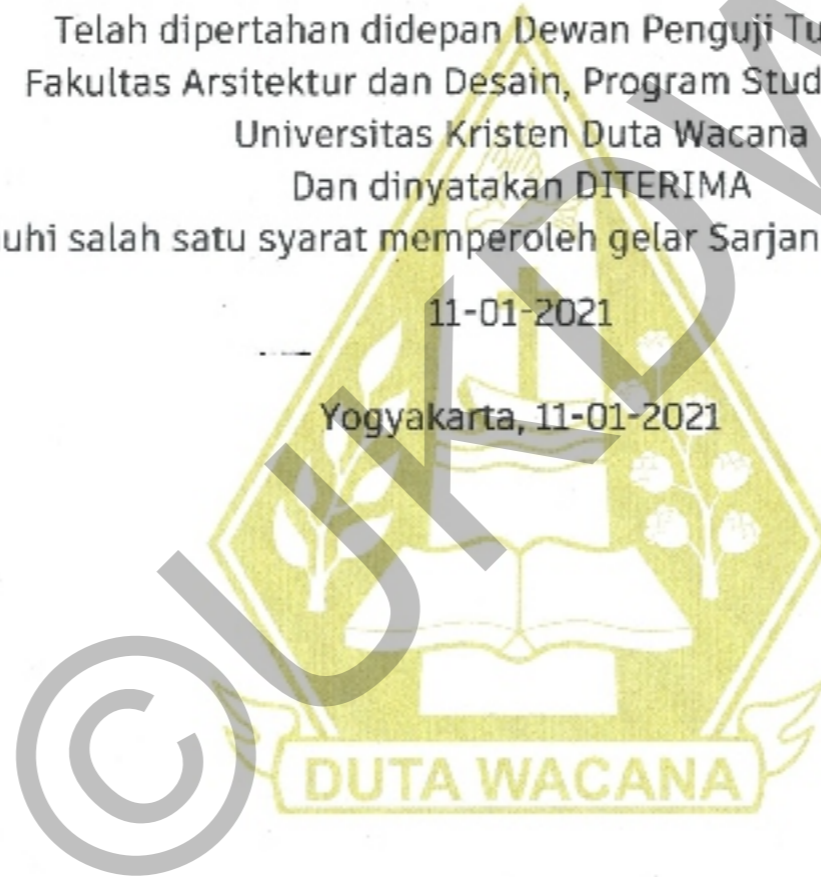 Telah dipertahan didepan Dewan Penguji Tu
Fakultas Arsitektur dan Desain, Program Stud
Universitas Kristen Duta Wacana
Dan dinyatakan DITERIMA
uhi salah satu syarat memperoleh gelar Sarjan
11-01-2021
Yogyakarta, 11-01-2021
©UKDW
DUTA WACANA